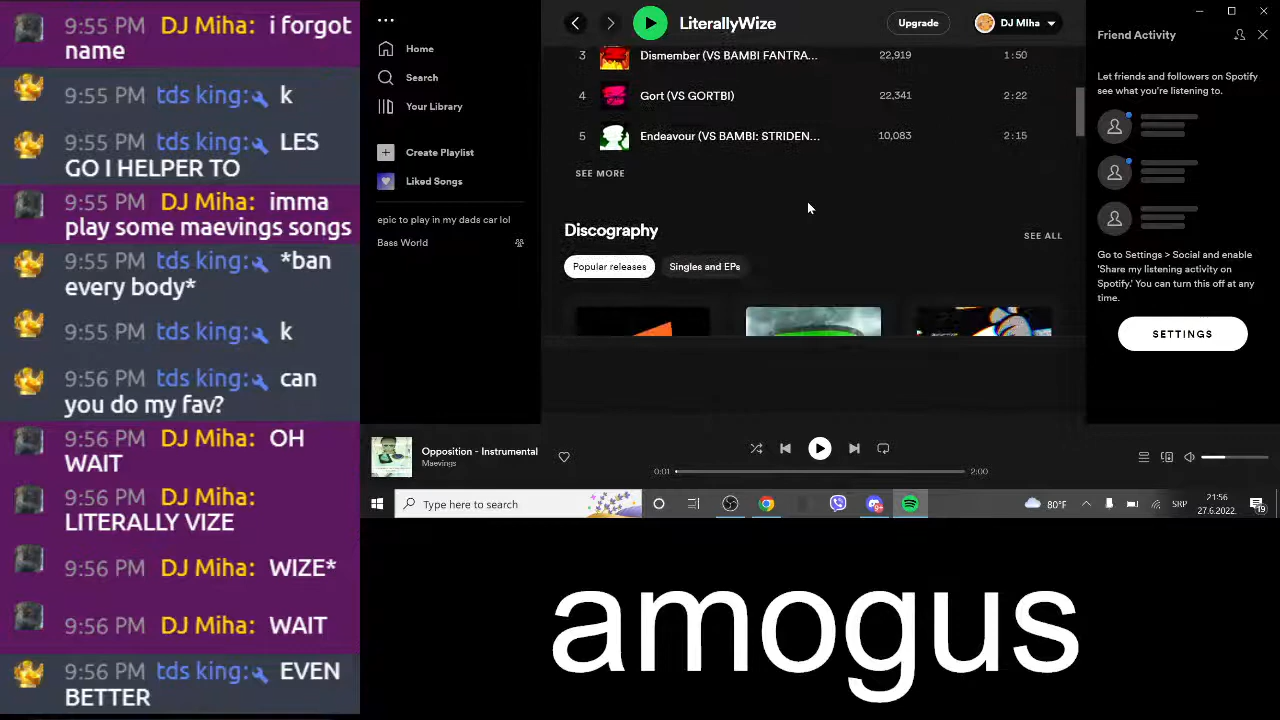 9:55 PM DJ Miha: i forgot
name
9:55 PM tds king: k
9:55 PM tds king: LES
GO I HELPER TO
9:55 PM DJ Miha: imma
play some maevings songs
9:55 PM tds king: *ban
every body*
9:55 PM tds king: k
9:56 PM tds king: can
you do my fav?
9:56 PM DJ Miha: OH
WAIT
9:56 PM DJ Miha:
LITERALLY VIZE
9:56 PM DJ Miha: WIZE*
9:56 PM DJ Miha: WAIT
9:56 PM tds king: EVEN
BETTER
Home
Search
Your Library
Create Playlist
Liked Songs
epic to play in my dads car lol
Bass World
LiterallyWize
Upgrade
DJ MIha
3 Dismember (VS BAMBI FANTRA... 22,919 1:50
4 Gort (VS GORTBI) 22,341 2:22
5 Endeavour (VS BAMBI: STRIDEN... 10,083 2:15
SEE MORE
Discography
SEE ALL
Popular releases Singles and EPs
Friend Activity
Let friends and followers on Spotify
see what you're listening to.
Go to Settings > Social and enable
'Share my listening activity on
Spotify.' You can turn this off at any
time.
SETTINGS
Opposition - Instrumental
Maevings
0:01 2:00
Type here to search
80°F
SRP
21:56
27.6.2022.
19
amogus